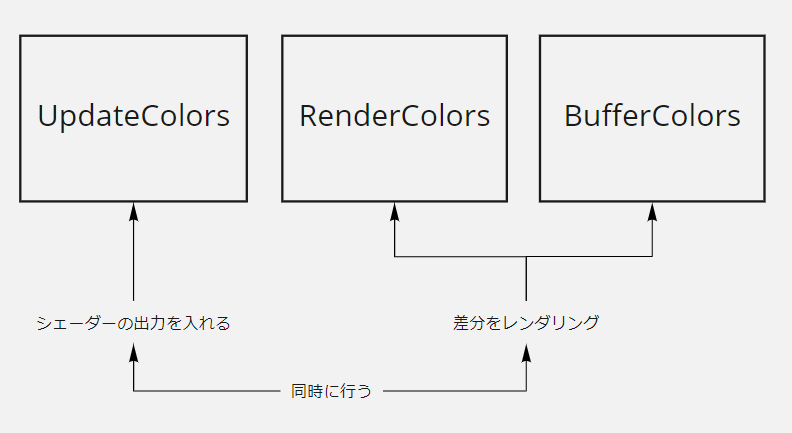 UpdateColors
RenderColors
BufferColors
シェーダーの出力を入れる
差分をレンダリング
同時に行う